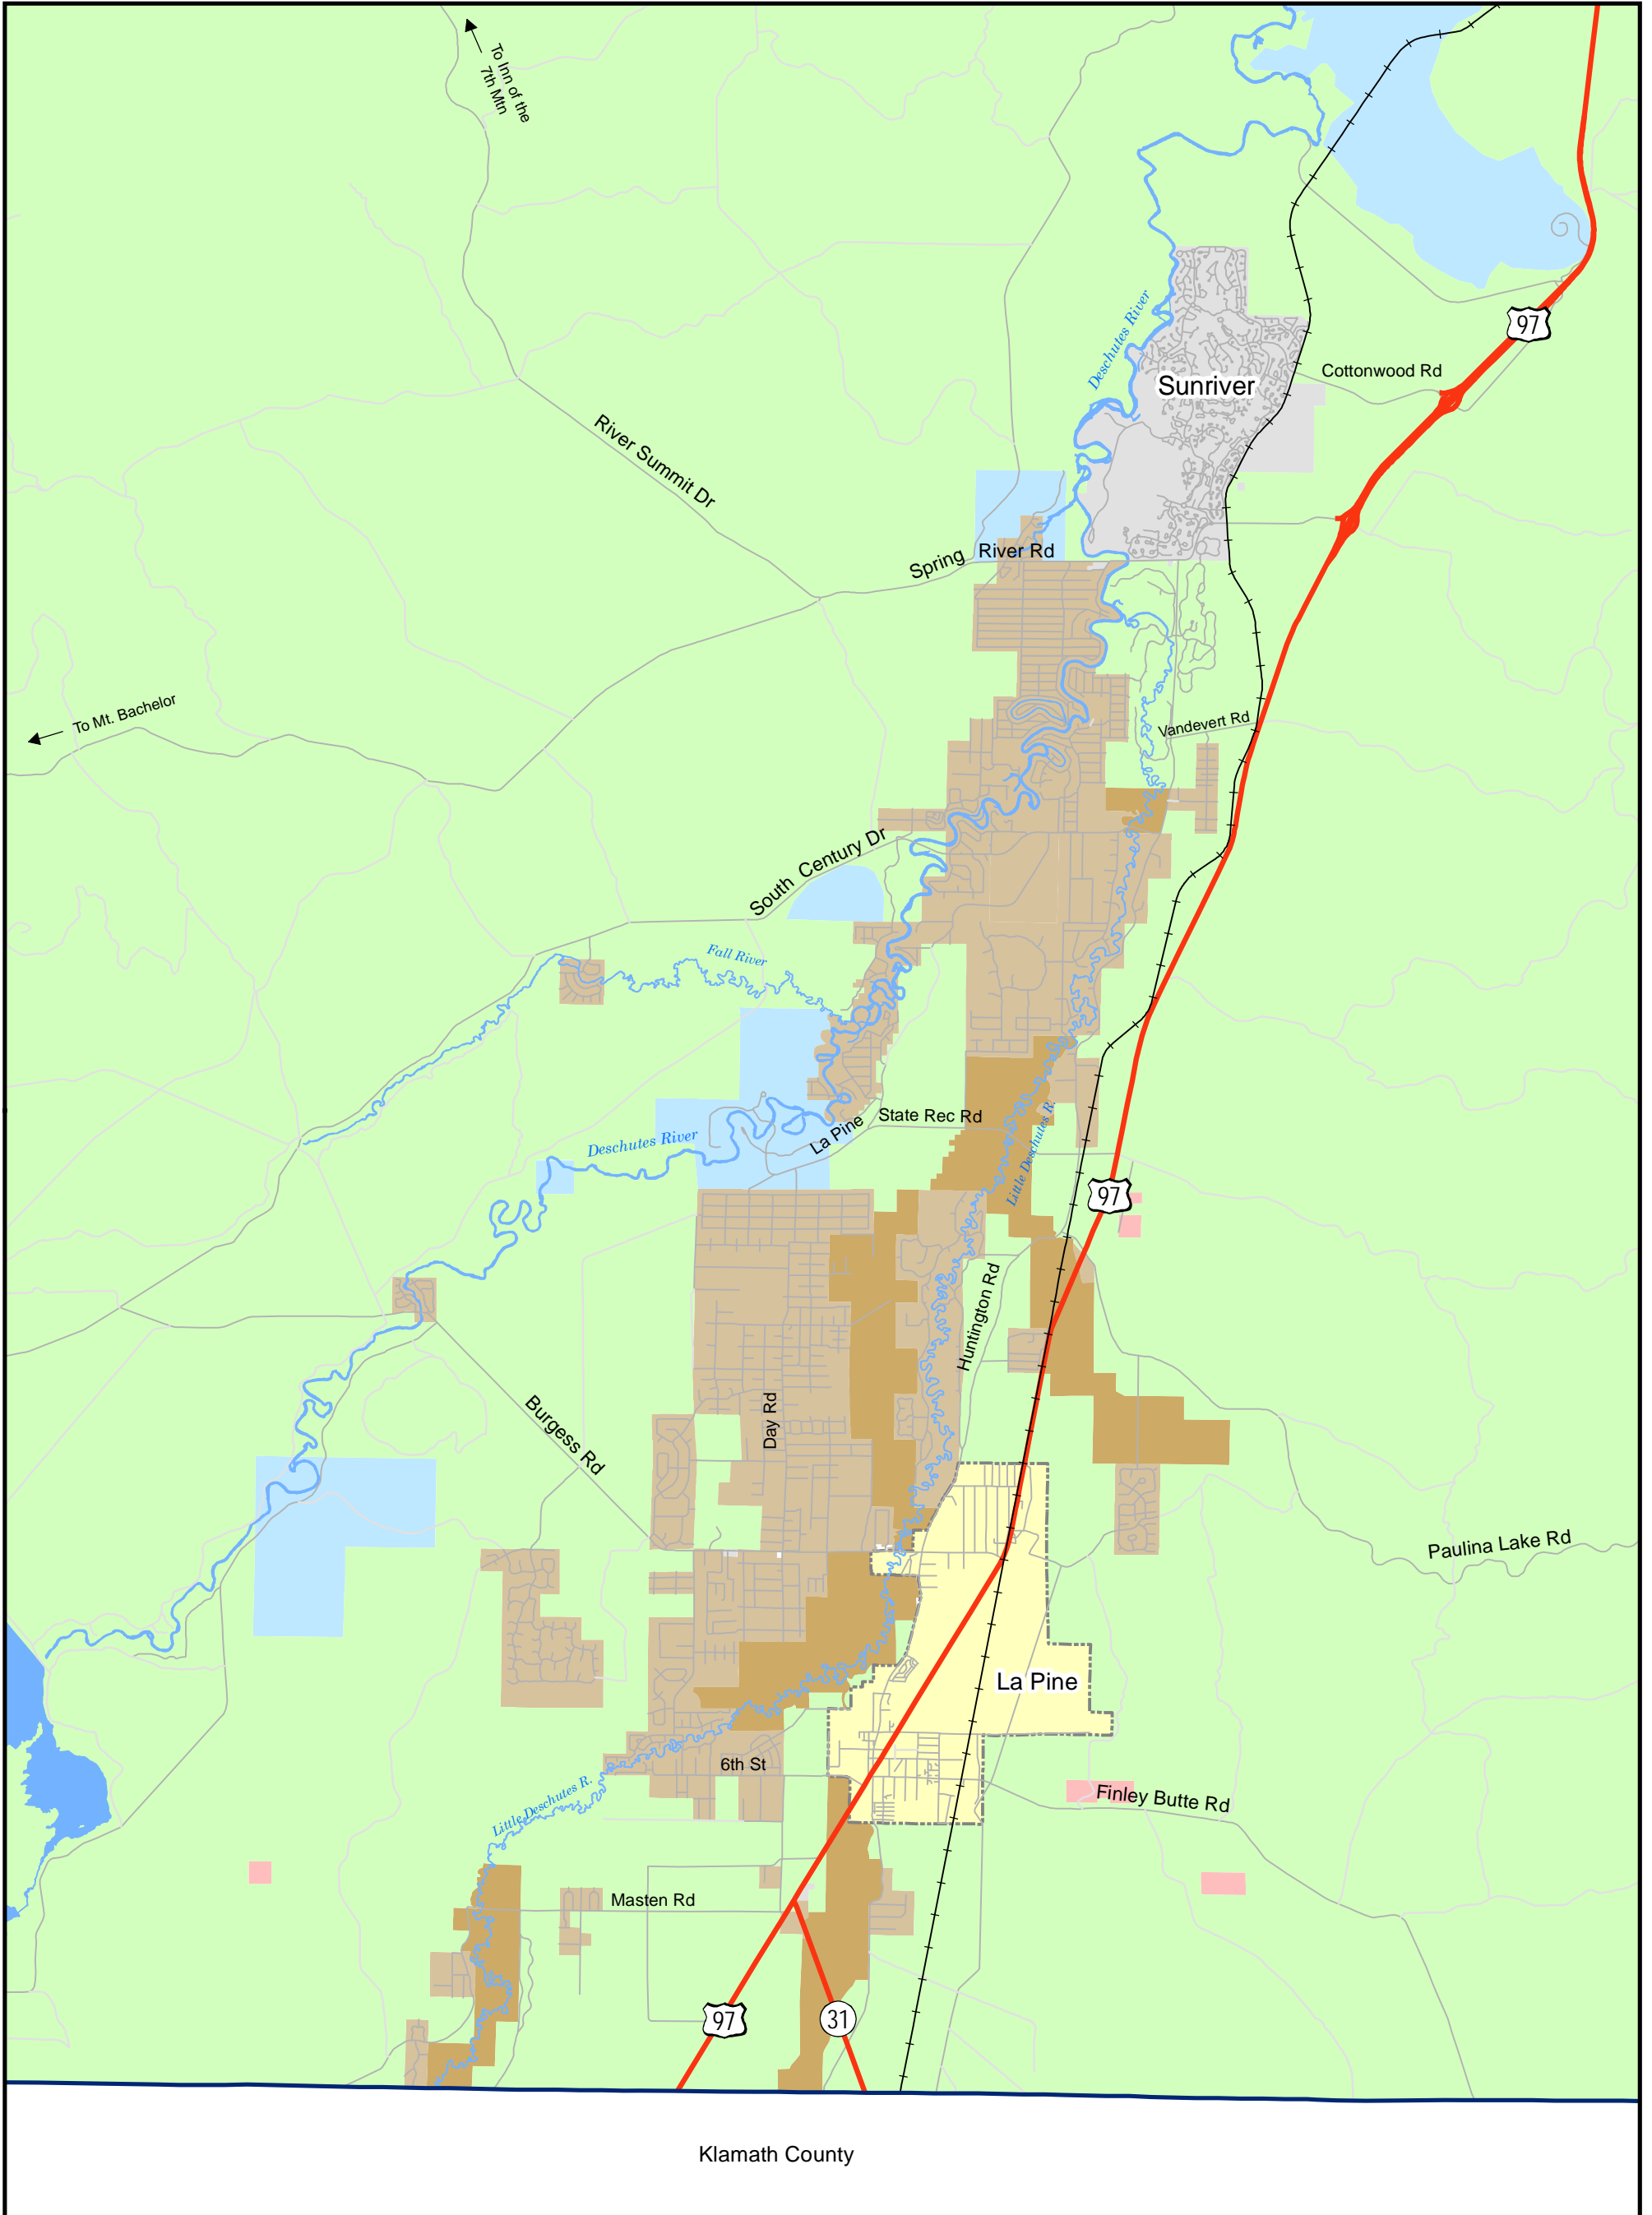 To Inn of the
7th Mtn
97
Deschutes River
Cottonwood Rd
Sunriver
River Summit Dr
Spring River Rd
To Mt. Bachelor
Vandevert Rd
South Century Dr
Fall River
State Rec Rd
La Pine
Deschutes River
Little Deschutes R.
97
Huntington Rd
Day Rd
Burgess Rd
Paulina Lake Rd
La Pine
6th St
Finley Butte Rd
Little Deschutes R.
Masten Rd
97
31
Klamath County